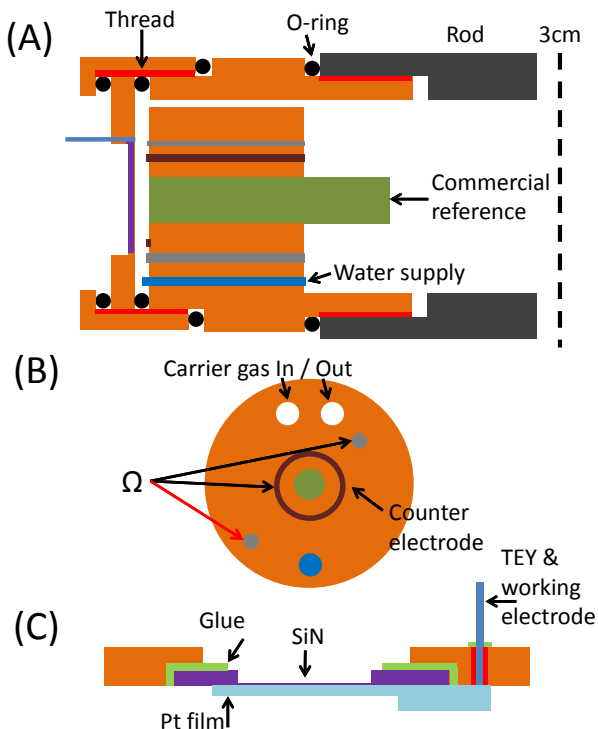 (A)
Thread
O-ring
Rod
3cm
Commercial
reference
Water supply
(B)
Carrier gas In / Out
Ω
Counter
electrode
(C)
Glue
SiN
TEY &
working
electrode
Pt film